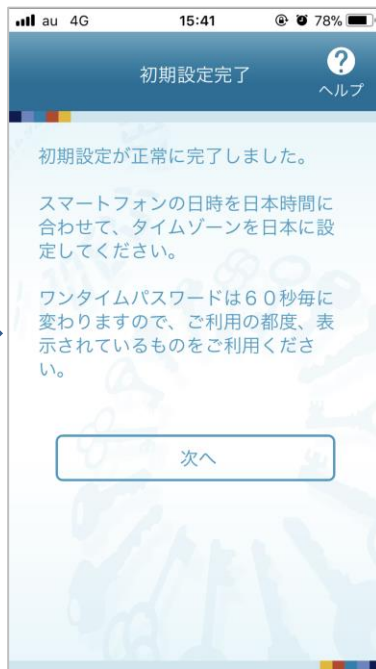 au 4G 15:41 78%
初期設定完了
?
ヘルプ
初期設定が正常に完了しました。
スマートフォンの日時を日本時間に
合わせて、タイムゾーンを日本に設
定してください。
ワンタイムパスワードは６０秒毎に
変わりますので、ご利用の都度、表
示されているものをご利用くださ
い。
次へ